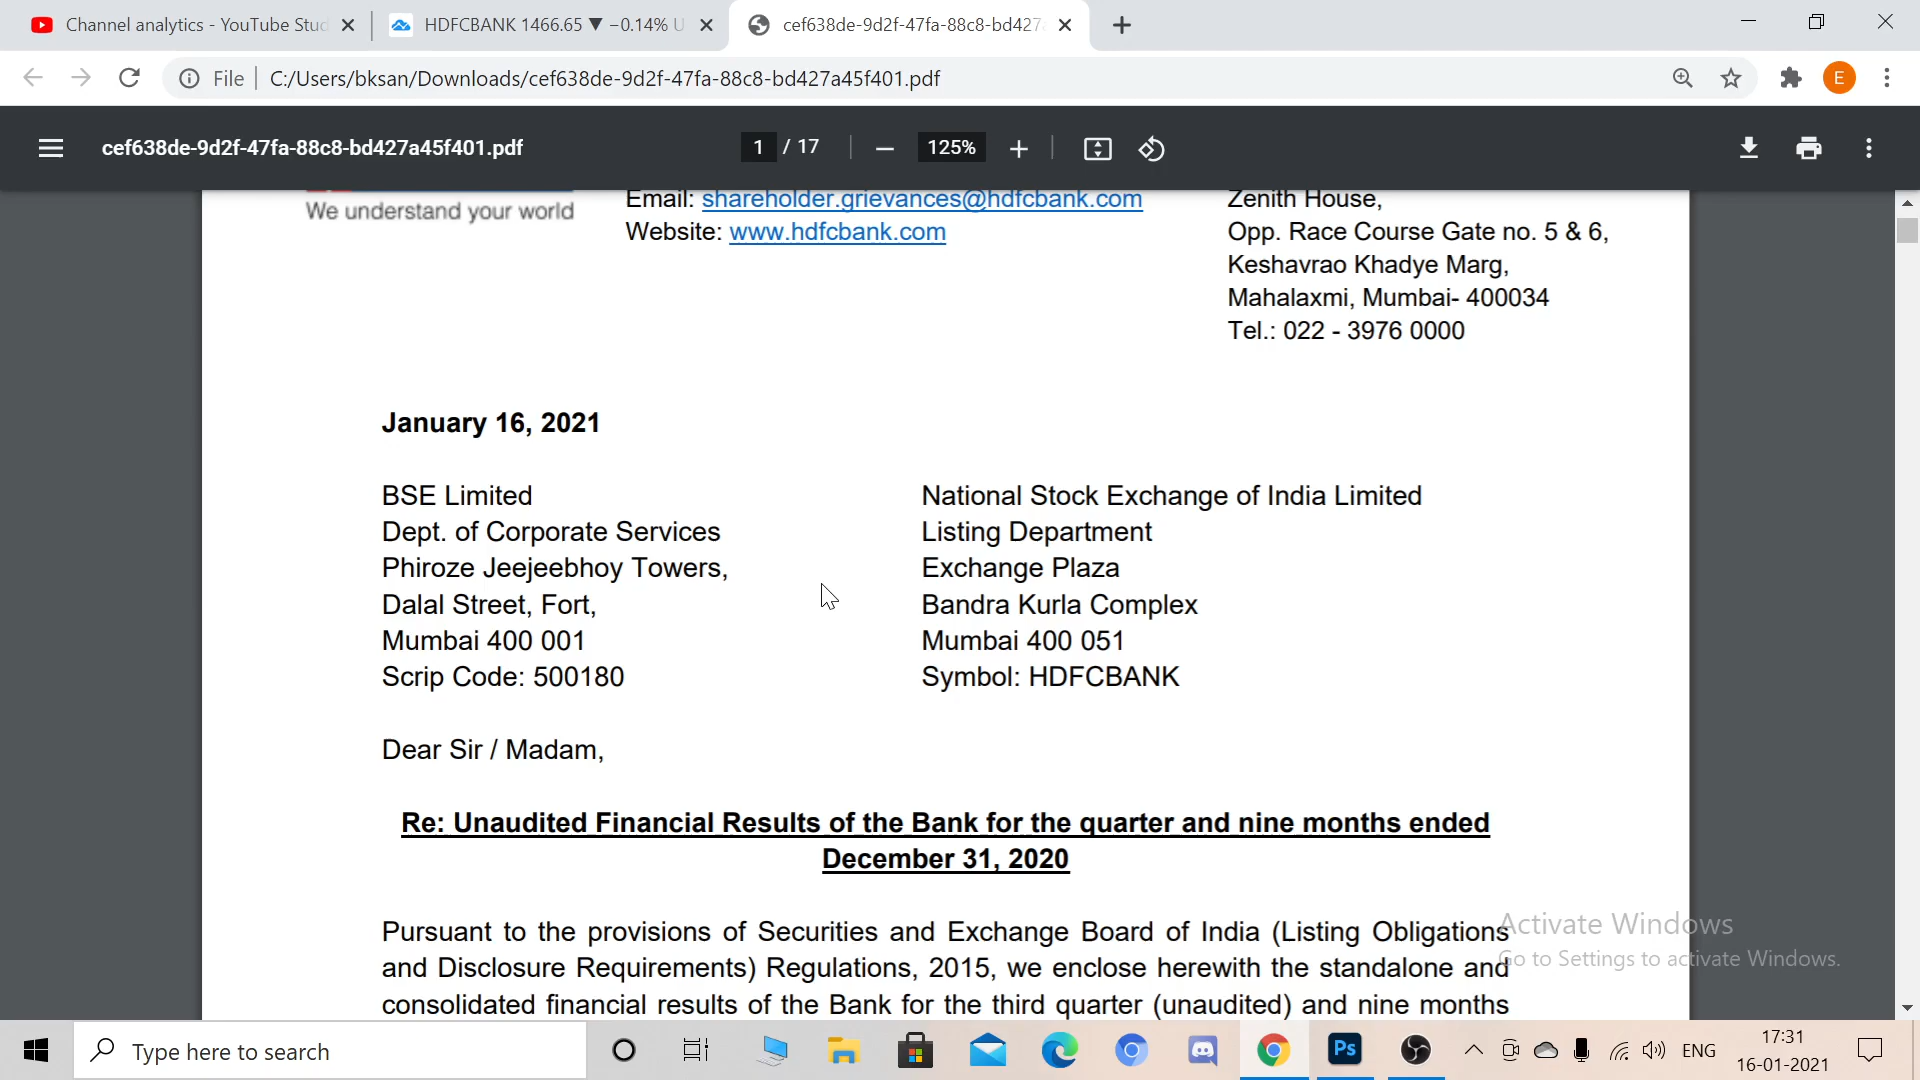 Channel analytics - YouTube Stud
HDFCBANK 1466.65 ▼ −0.14% U
cef638de-9d2f-47fa-88c8-bd427a
File
C:/Users/bksan/Downloads/cef638de-9d2f-47fa-88c8-bd427a45f401.pdf
E
cef638de-9d2f-47fa-88c8-bd427a45f401.pdf
1 / 17
125%
We understand your world
Email: shareholder.grievances@hdfcbank.com
Website: www.hdfcbank.com
Zenith House,
Opp. Race Course Gate no. 5 & 6,
Keshavrao Khadye Marg,
Mahalaxmi, Mumbai- 400034
Tel.: 022 - 3976 0000
January 16, 2021
BSE Limited
Dept. of Corporate Services
Phiroze Jeejeebhoy Towers,
Dalal Street, Fort,
Mumbai 400 001
Scrip Code: 500180
National Stock Exchange of India Limited
Listing Department
Exchange Plaza
Bandra Kurla Complex
Mumbai 400 051
Symbol: HDFCBANK
Dear Sir / Madam,
Re: Unaudited Financial Results of the Bank for the quarter and nine months ended
December 31, 2020
Pursuant to the provisions of Securities and Exchange Board of India (Listing Obligations
and Disclosure Requirements) Regulations, 2015, we enclose herewith the standalone and
consolidated financial results of the Bank for the third quarter (unaudited) and nine months
Activate Windows
Go to Settings to activate Windows.
Type here to search
Ps
ENG
17:31
16-01-2021